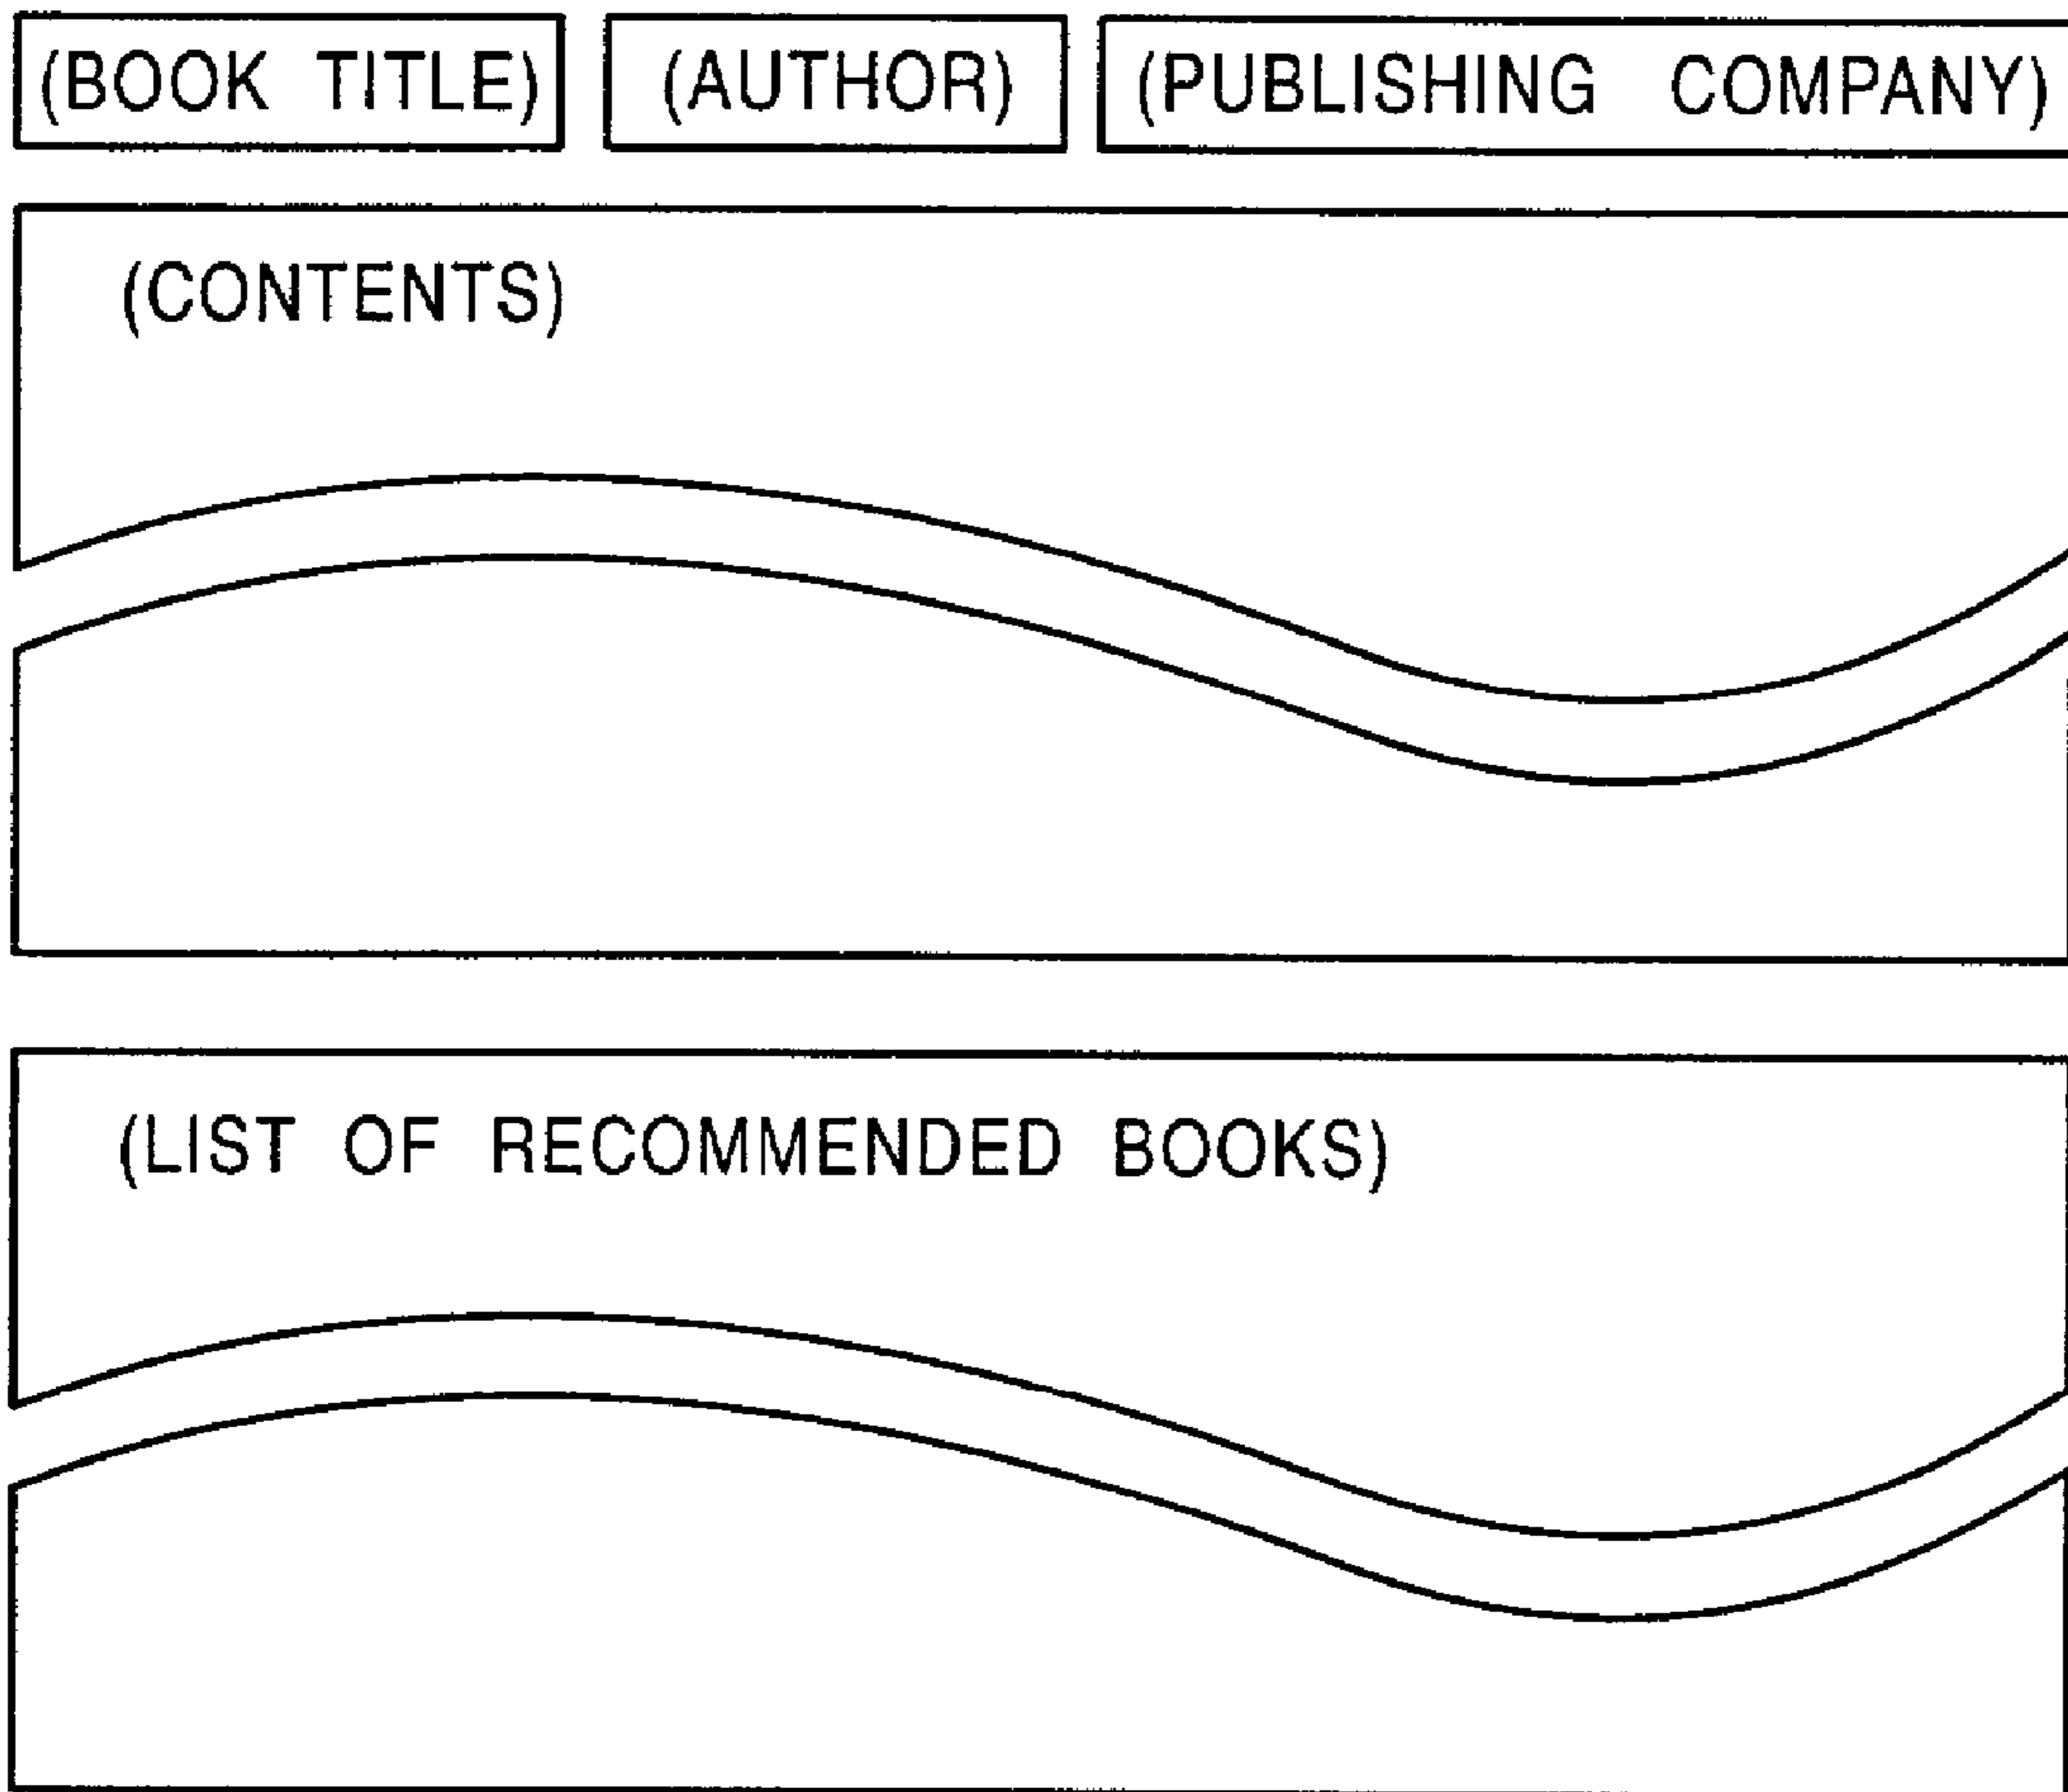 (BOOK TITLE) (AUTHOR) (PUBLISHING COMPANY)
(CONTENTS)
(LIST OF RECOMMENDED BOOKS)